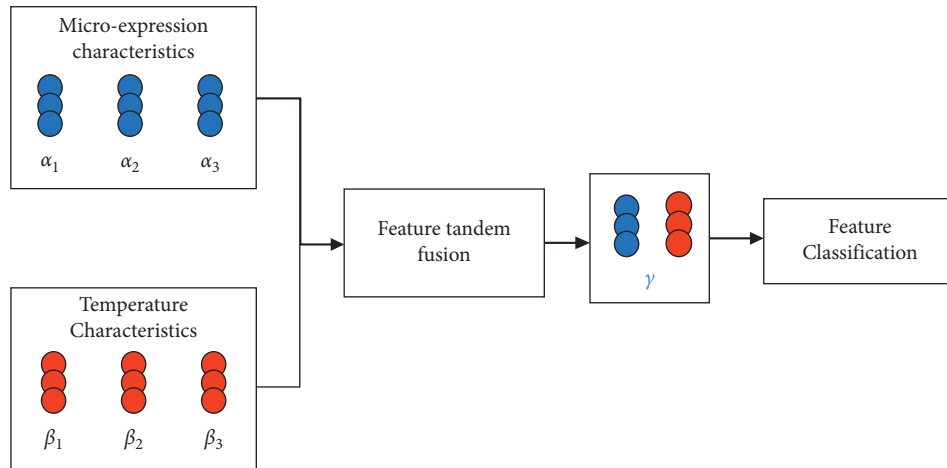 Micro-expression
characteristics
α1 α2 α3
Temperature
Characteristics
β1 β2 β3
Feature tandem
fusion
γ
Feature
Classification